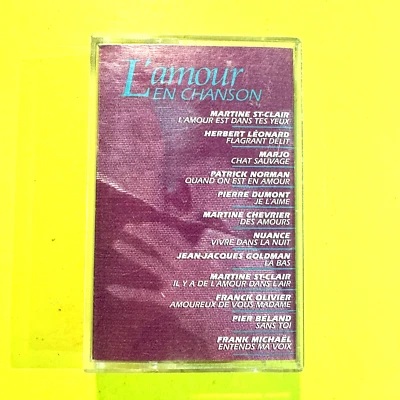 L'amour
EN CHANSON
MARTINE ST-CLAIR
L'AMOUR EST DANS TES YEUX
HERBERT LÉONARD
FLAGRANT DÉLIT
MARJO
CHAT SAUVAGE
PATRICK NORMAN
QUAND ON EST EN AMOUR
PIERRE DUMONT
JE L'AIME
MARTINE CHEVRIER
DES AMOURS
NUANCE
VIVRE DANS LA NUIT
JEAN-JACQUES GOLDMAN
LÀ BAS
MARTINE ST-CLAIR
IL Y A DE L'AMOUR DANS L'AIR
FRANCK OLIVIER
AMOUREUX DE VOUS MADAME
PIER BÉLAND
SANS TOI
FRANK MICHAËL
ENTENDS MA VOIX